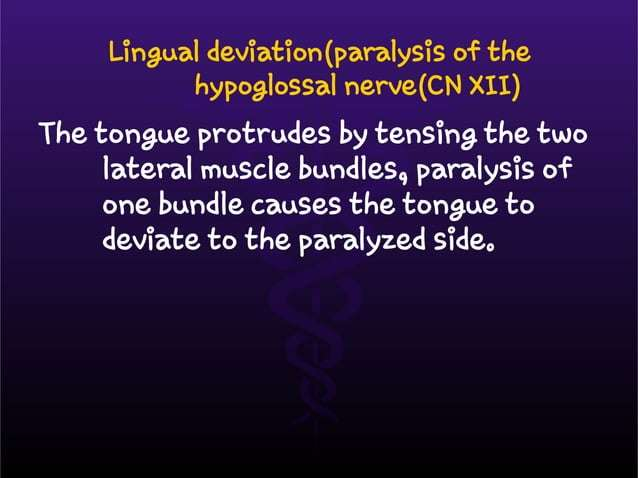 Lingual deviation(paralysis of the
hypoglossal nerve(CN XII)
The tongue protrudes by tensing the two
lateral muscle bundles, paralysis of
one bundle causes the tongue to
deviate to the paralyzed side.